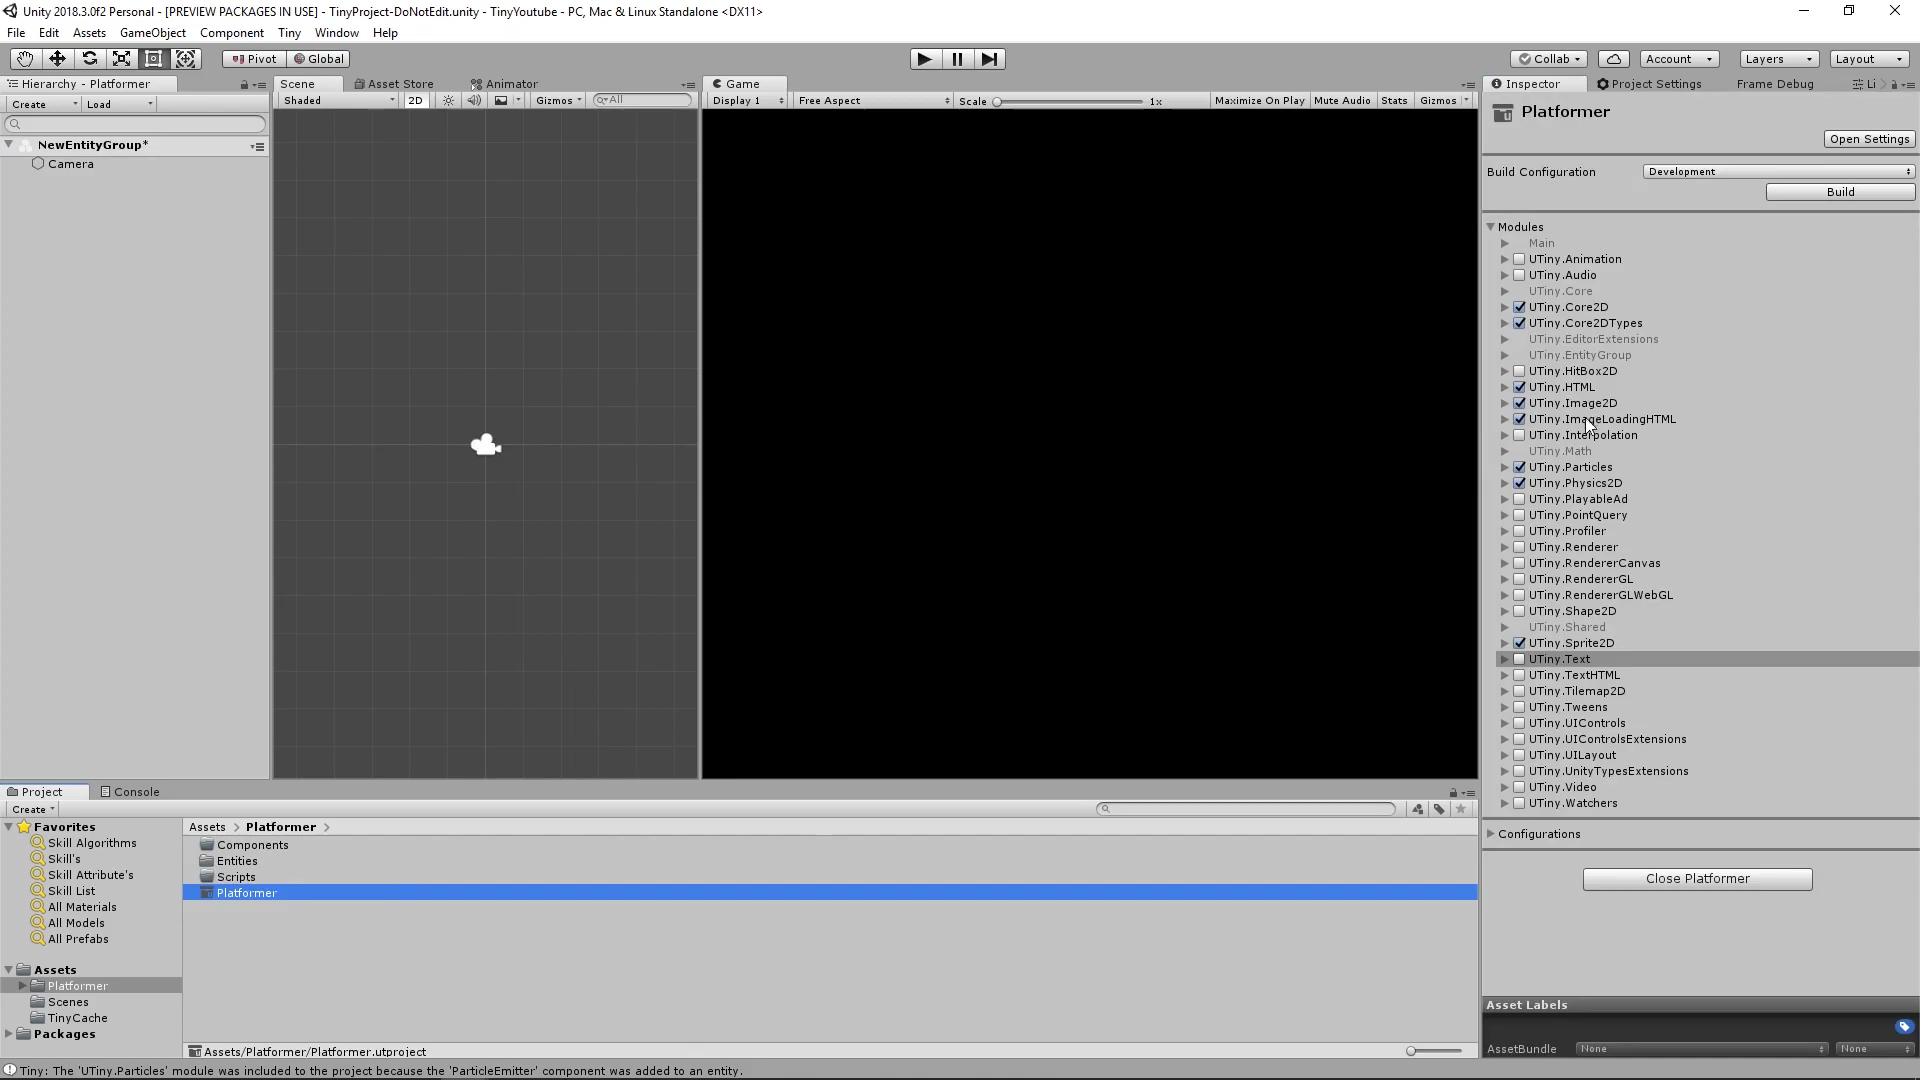 Unity 2018.3.0f2 Personal - [PREVIEW PACKAGES IN USE] - TinyProject-DoNotEdit.unity - TinyYoutube - PC, Mac & Linux Standalone <DX11>
File Edit Assets GameObject Component Tiny Window Help
Pivot Global Collab Account Layers Layout
Hierarchy - Platformer
Create Load
NewEntityGroup*
Camera
Scene Asset Store Animator
Shaded 2D Gizmos All
Game
Display 1 Free Aspect Scale 1x Maximize On Play Mute Audio Stats Gizmos
Inspector Project Settings Frame Debug Li
Platformer
Open Settings
Build Configuration Development
Build
Modules
Main
UTiny.Animation
UTiny.Audio
UTiny.Core
UTiny.Core2D
UTiny.Core2DTypes
UTiny.EditorExtensions
UTiny.EntityGroup
UTiny.HitBox2D
UTiny.HTML
UTiny.Image2D
UTiny.ImageLoadingHTML
UTiny.Interpolation
UTiny.Math
UTiny.Particles
UTiny.Physics2D
UTiny.PlayableAd
UTiny.PointQuery
UTiny.Profiler
UTiny.Renderer
UTiny.RendererCanvas
UTiny.RendererGL
UTiny.RendererGLWebGL
UTiny.Shape2D
UTiny.Shared
UTiny.Sprite2D
UTiny.Text
UTiny.TextHTML
UTiny.Tilemap2D
UTiny.Tweens
UTiny.UIControls
UTiny.UIControlsExtensions
UTiny.UILayout
UTiny.UnityTypesExtensions
UTiny.Video
UTiny.Watchers
Configurations
Close Platformer
Asset Labels
AssetBundle None None
Project Console
Create
Favorites
Skill Algorithms
Skill's
Skill Attribute's
Skill List
All Materials
All Models
All Prefabs
Assets
Platformer
Scenes
TinyCache
Packages
Assets > Platformer >
Components
Entities
Scripts
Platformer
Assets/Platformer/Platformer.utproject
Tiny: The 'UTiny.Particles' module was included to the project because the 'ParticleEmitter' component was added to an entity.